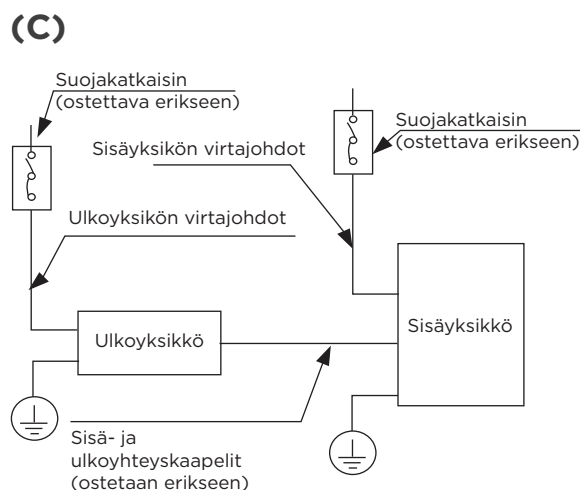 (C)
Suojakatkaisin
(ostettava erikseen)
Suojakatkaisin
(ostettava erikseen)
Sisäyksikön virtajohdot
Ulkoyksikön virtajohdot
Ulkoyksikkö
Sisäyksikkö
Sisä- ja
ulkoyhteyskaapelit
(ostetaan erikseen)